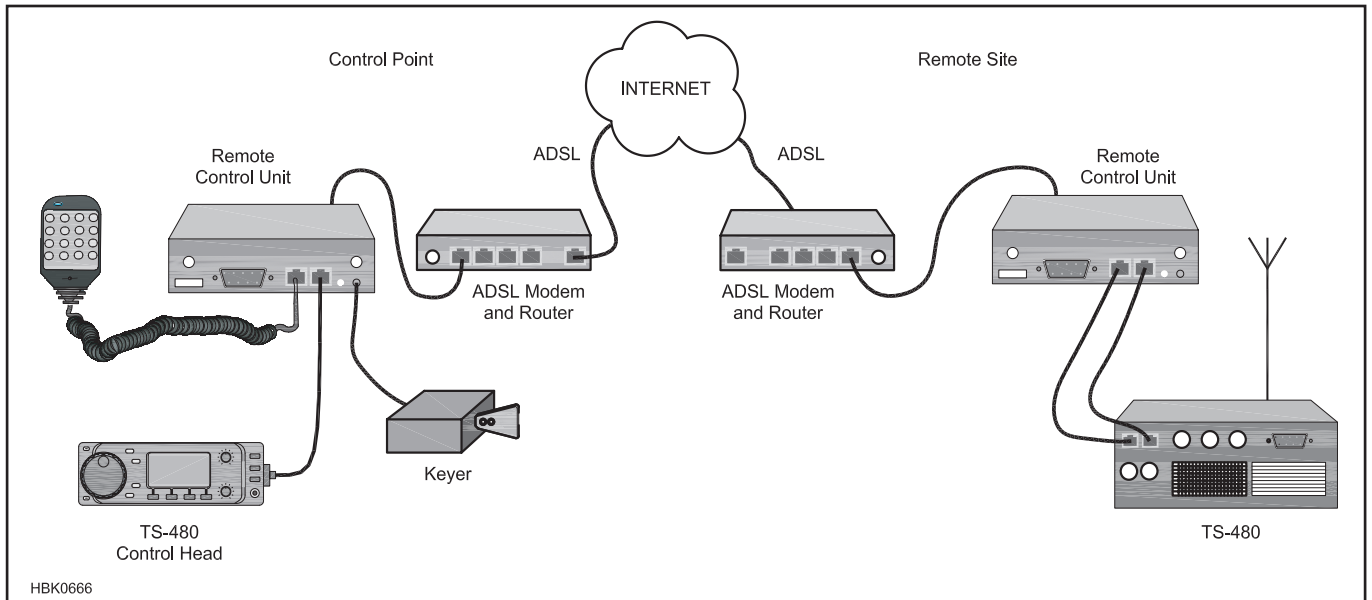 Control Point
INTERNET
Remote Site
ADSL
ADSL
Remote
Control Unit
Remote
Control Unit
ADSL Modem
and Router
ADSL Modem
and Router
Keyer
TS-480
Control Head
TS-480
HBK0666